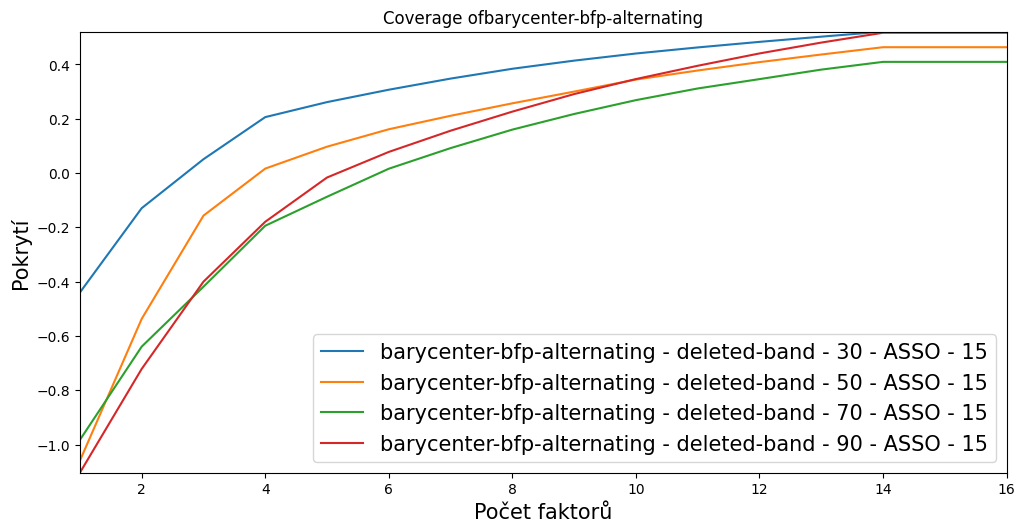 Coverage ofbarycenter-bfp-alternating
Pokrytí
0.4
0.2
0.0
−0.2
−0.4
−0.6
−0.8
−1.0
barycenter-bfp-alternating - deleted-band - 30 - ASSO - 15
barycenter-bfp-alternating - deleted-band - 50 - ASSO - 15
barycenter-bfp-alternating - deleted-band - 70 - ASSO - 15
barycenter-bfp-alternating - deleted-band - 90 - ASSO - 15
2 4 6 8 10 12 14 16
Počet faktorů